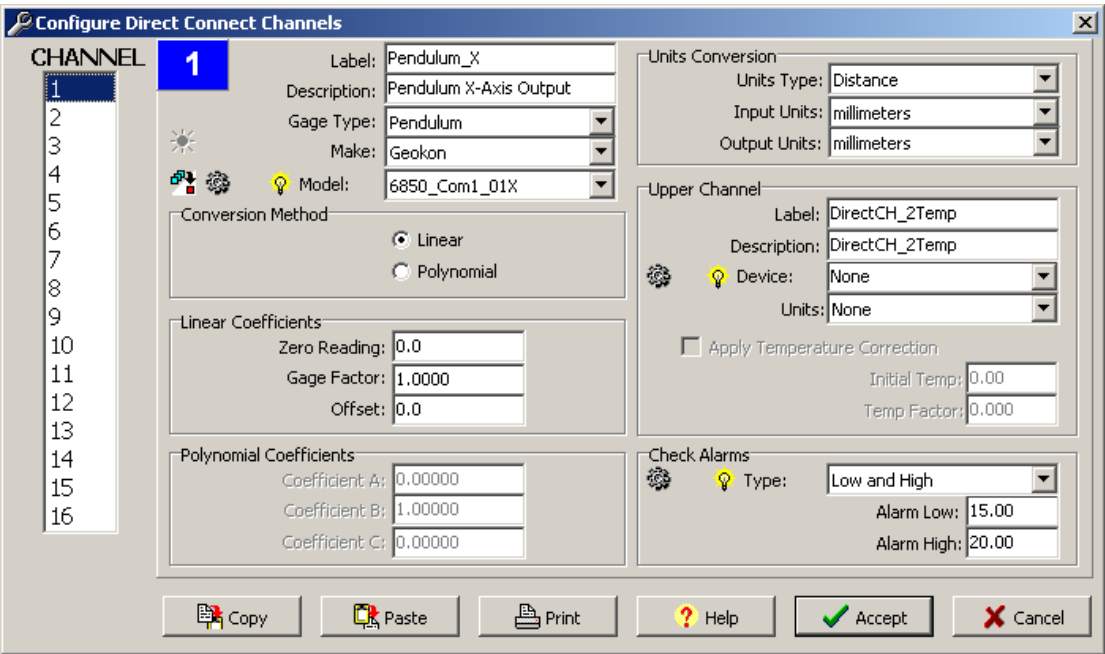 Configure Direct Connect Channels
CHANNEL
1
2
3
4
5
6
7
8
9
10
11
12
13
14
15
16
1
Label: Pendulum_X
Description: Pendulum X-Axis Output
Gage Type: Pendulum
Make: Geokon
Model: 6850_Com1_01X
Conversion Method
Linear
Polynomial
Linear Coefficients
Zero Reading: 0.0
Gage Factor: 1.0000
Offset: 0.0
Polynomial Coefficients
Coefficient A: 0.00000
Coefficient B: 1.00000
Coefficient C: 0.00000
Units Conversion
Units Type: Distance
Input Units: millimeters
Output Units: millimeters
Upper Channel
Label: DirectCH_2Temp
Description: DirectCH_2Temp
Device: None
Units: None
Apply Temperature Correction
Initial Temp: 0.00
Temp Factor: 0.000
Check Alarms
Type: Low and High
Alarm Low: 15.00
Alarm High: 20.00
Copy
Paste
Print
? Help
Accept
Cancel